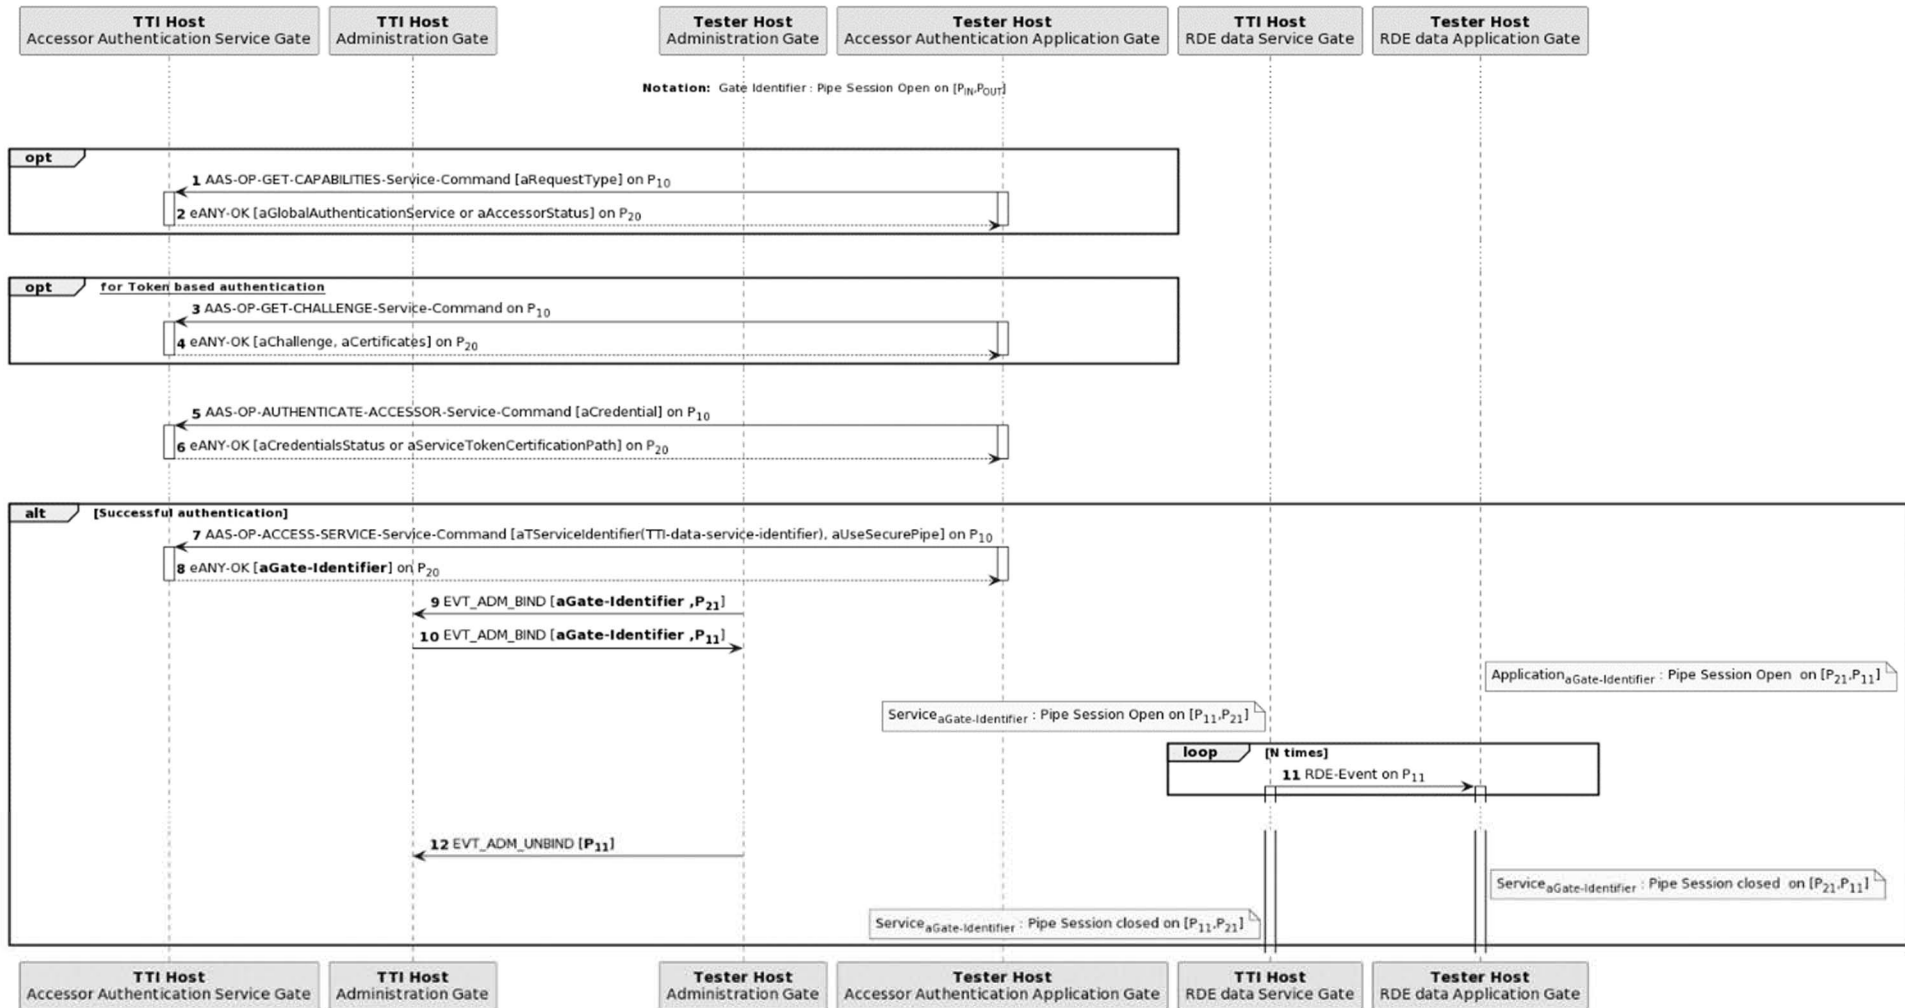 TTI Host
Accessor Authentication Service Gate
TTI Host
Administration Gate
Tester Host
Administration Gate
Tester Host
Accessor Authentication Application Gate
TTI Host
RDE data Service Gate
Tester Host
RDE data Application Gate
Notation: Gate Identifier : Pipe Session Open on [PIN,POUT]
opt
1 AAS-OP-GET-CAPABILITIES-Service-Command [aRequestType] on P10
2 eANY-OK [aGlobalAuthenticationService or aAccessorStatus] on P20
opt for Token based authentication
3 AAS-OP-GET-CHALLENGE-Service-Command on P10
4 eANY-OK [aChallenge, aCertificates] on P20
5 AAS-OP-AUTHENTICATE-ACCESSOR-Service-Command [aCredential] on P10
6 eANY-OK [aCredentialsStatus or aServiceTokenCertificationPath] on P20
alt [Successful authentication]
7 AAS-OP-ACCESS-SERVICE-Service-Command [aTServiceIdentifier(TTI-data-service-identifier), aUseSecurePipe] on P10
8 eANY-OK [aGate-Identifier] on P20
9 EVT_ADM_BIND [aGate-Identifier ,P21]
10 EVT_ADM_BIND [aGate-Identifier ,P11]
ApplicationaGate-Identifier : Pipe Session Open on [P21,P11]
ServiceaGate-Identifier : Pipe Session Open on [P11,P21]
loop [N times]
11 RDE-Event on P11
12 EVT_ADM_UNBIND [P11]
ServiceaGate-Identifier : Pipe Session closed on [P21,P11]
ServiceaGate-Identifier : Pipe Session closed on [P11,P21]
TTI Host
Accessor Authentication Service Gate
TTI Host
Administration Gate
Tester Host
Administration Gate
Tester Host
Accessor Authentication Application Gate
TTI Host
RDE data Service Gate
Tester Host
RDE data Application Gate